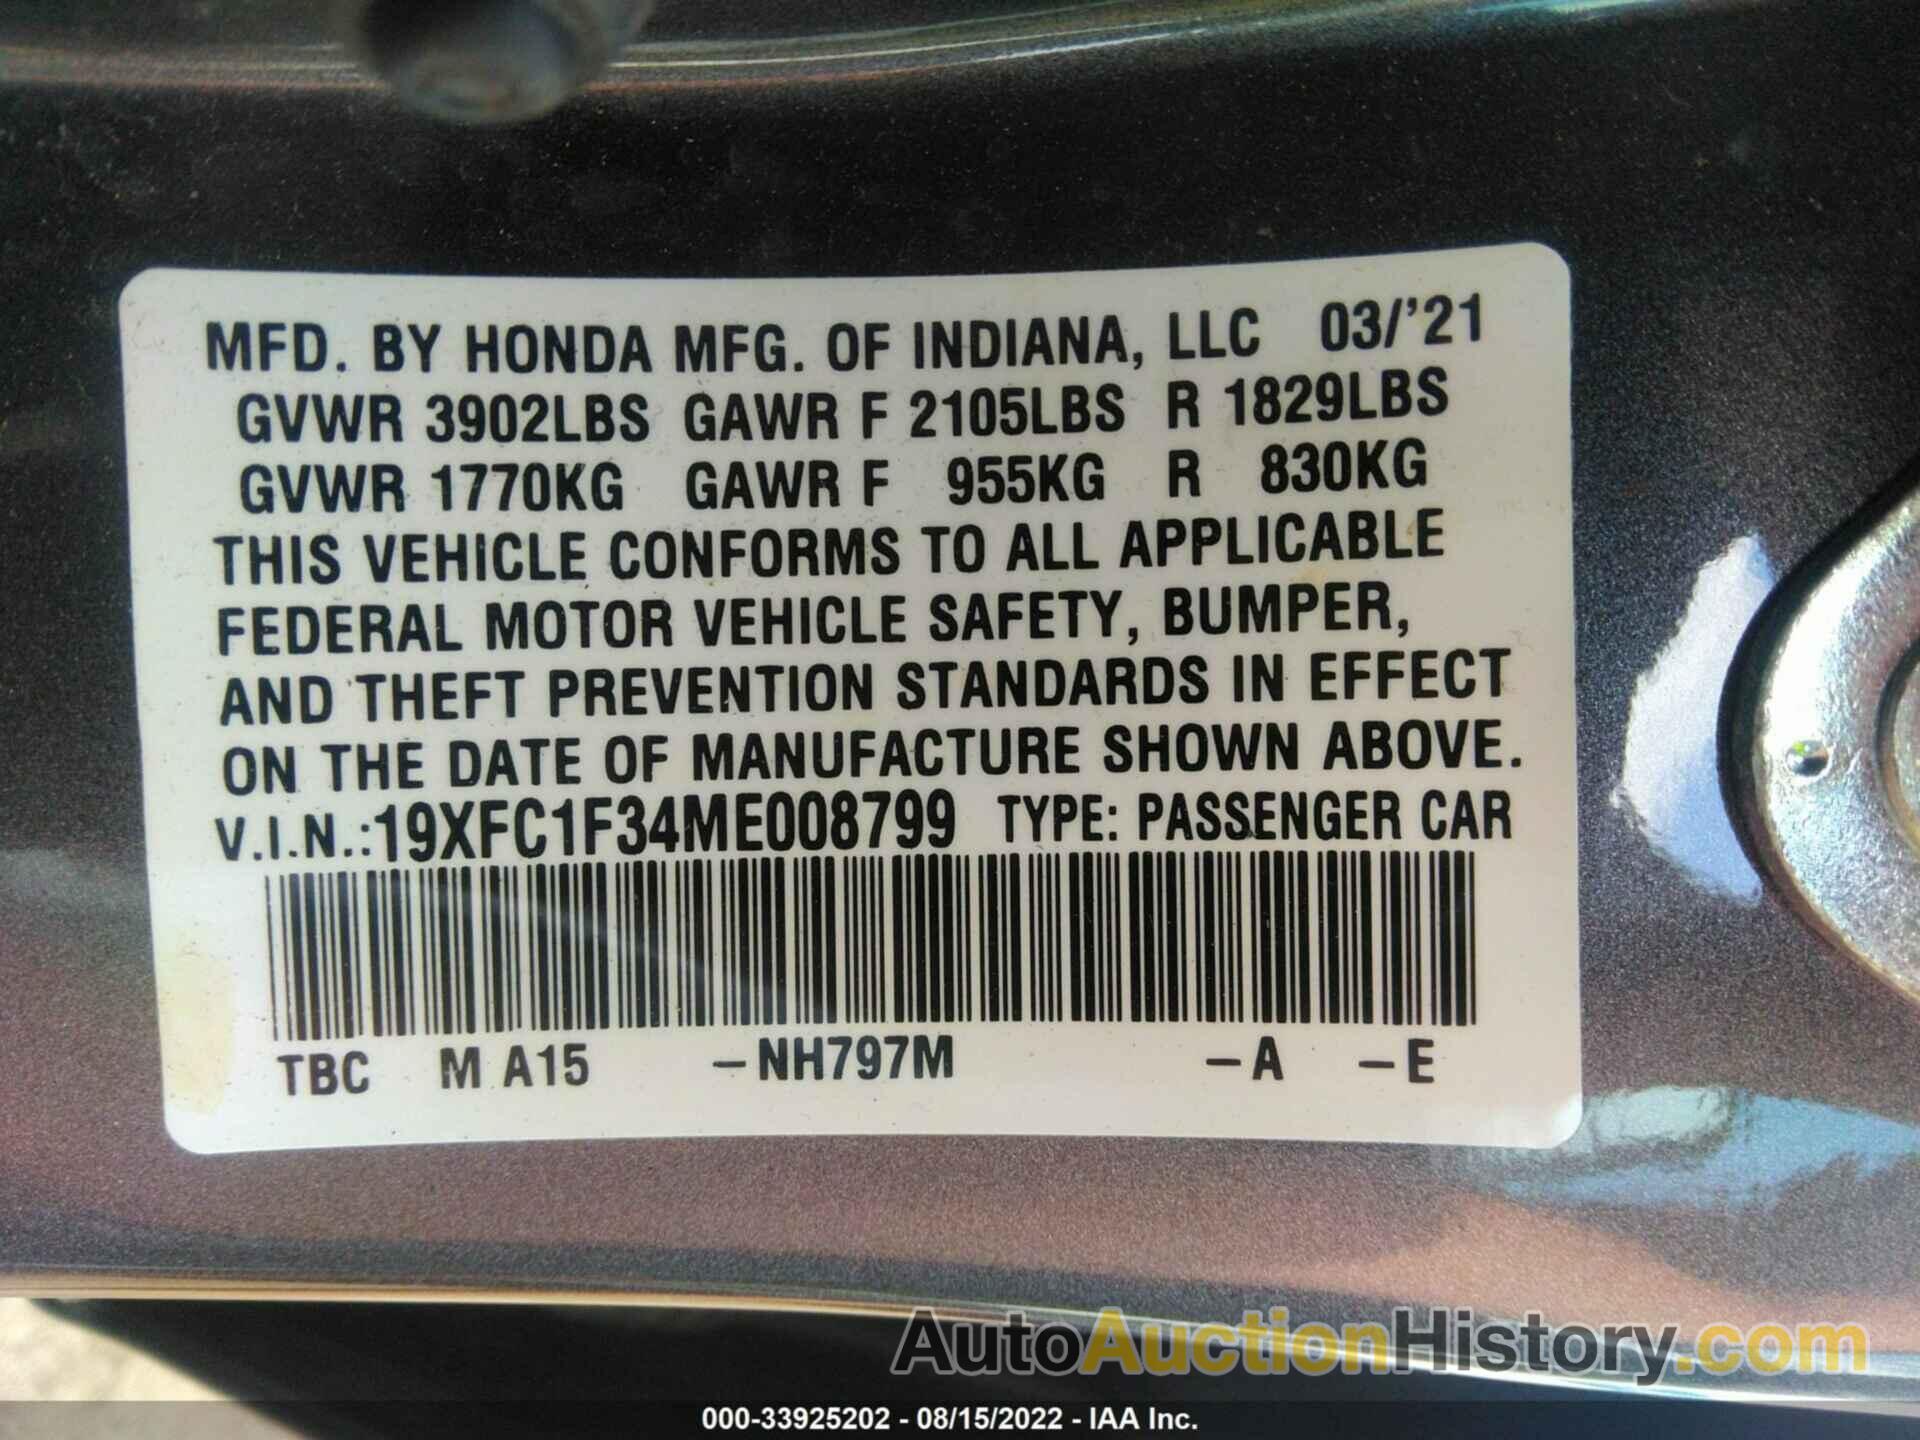 MFD. BY HONDA MFG. OF INDIANA, LLC 03/'21
GVWR 3902LBS GAWR F 2105LBS R 1829LBS
GVWR 1770KG GAWR F 955KG R 830KG
THIS VEHICLE CONFORMS TO ALL APPLICABLE
FEDERAL MOTOR VEHICLE SAFETY, BUMPER,
AND THEFT PREVENTION STANDARDS IN EFFECT
ON THE DATE OF MANUFACTURE SHOWN ABOVE.
V.I.N.:19XFC1F34ME008799 TYPE: PASSENGER CAR
TBC M A15 -NH797M -A -E
AutoAuctionHistory.com
000-33925202 - 08/15/2022 - IAA Inc.